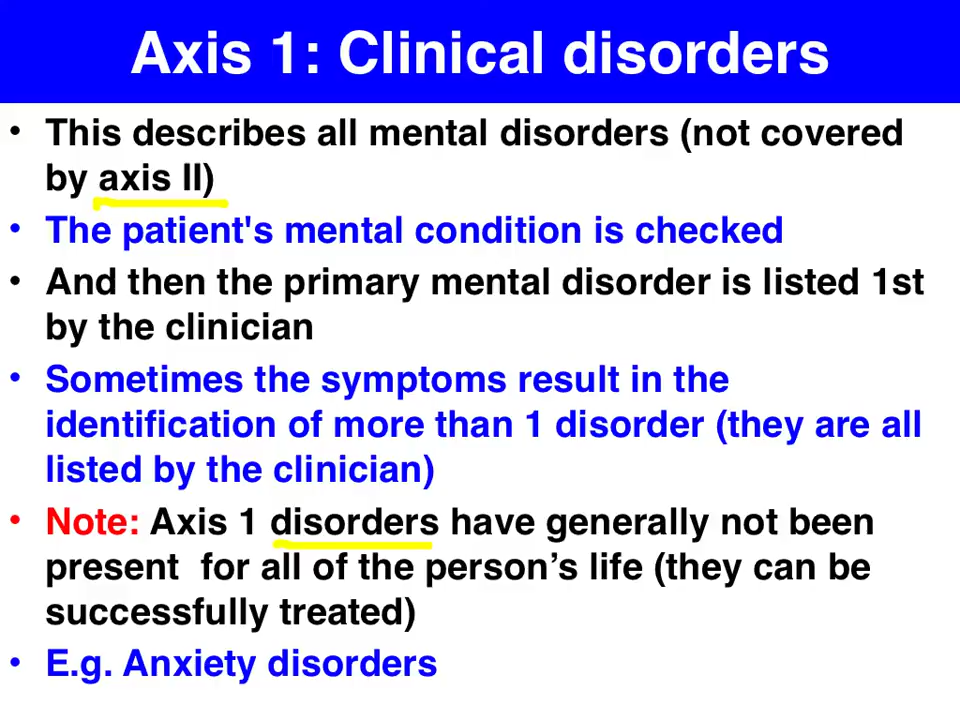 Axis 1: Clinical disorders
• This describes all mental disorders (not covered
by axis II)
• The patient's mental condition is checked
• And then the primary mental disorder is listed 1st
by the clinician
• Sometimes the symptoms result in the
identification of more than 1 disorder (they are all
listed by the clinician)
• Note: Axis 1 disorders have generally not been
present  for all of the person’s life (they can be
successfully treated)
• E.g. Anxiety disorders